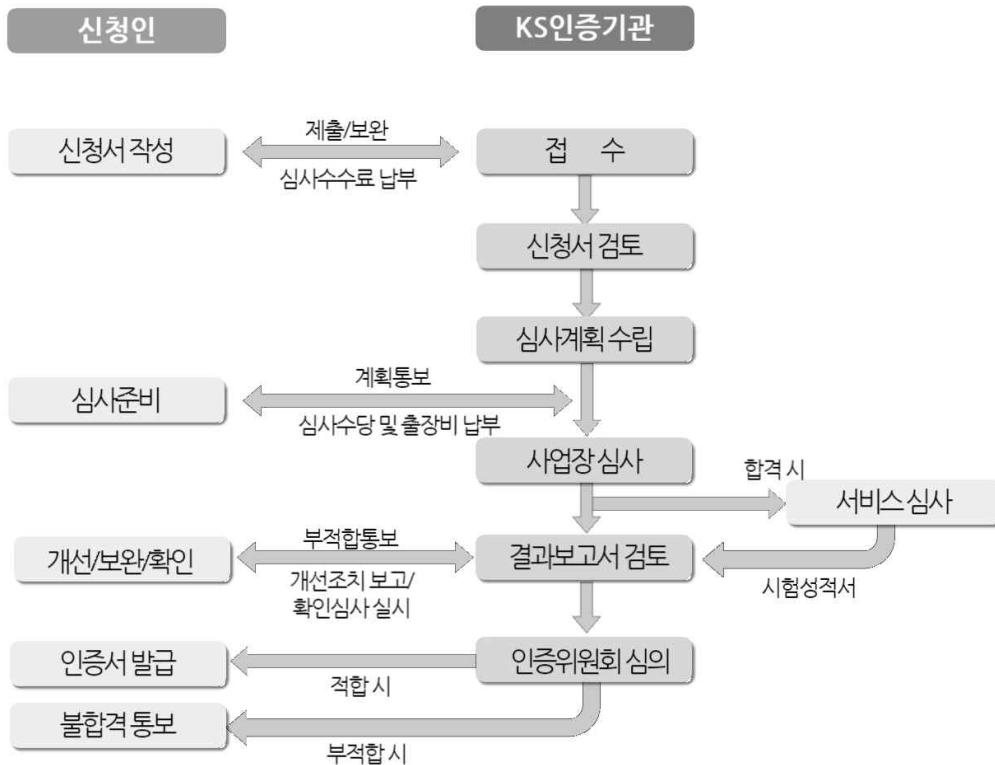 신청인
KS인증기관
신청서 작성
제출/보완
심사수수료 납부
접 수
신청서 검토
심사계획 수립
심사준비
계획통보
심사수당 및 출장비 납부
사업장 심사
합격 시
서비스 심사
개선/보완/확인
부적합통보
개선조치 보고/
확인심사 실시
결과보고서 검토
시험성적서
인증서 발급
적합 시
인증위원회 심의
불합격 통보
부적합 시